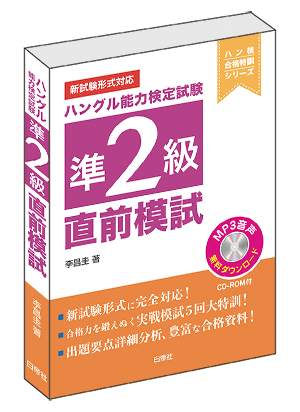 ハングル
能力検定試験
準2級
直前模試
李昌圭 著
白帝社
新試験形式対応
ハングル能力検定試験
準2級
直前模試
李昌圭 著
ハン検
合格特訓
シリーズ
MP3音声
無料ダウンロード
CD-ROM付
・新試験形式に完全対応!
・合格力を鍛えぬく実戦模試5回大特訓!
・出題要点詳細分析、豊富な合格資料!
白帝社